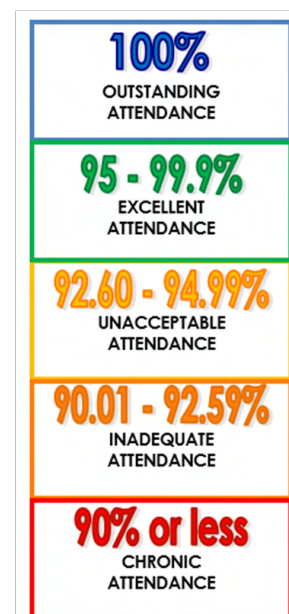 100%
OUTSTANDING
ATTENDANCE
95 - 99.9%
EXCELLENT
ATTENDANCE
92.60 - 94.99%
UNACCEPTABLE
ATTENDANCE
90.01 - 92.59%
INADEQUATE
ATTENDANCE
90% or less
CHRONIC
ATTENDANCE